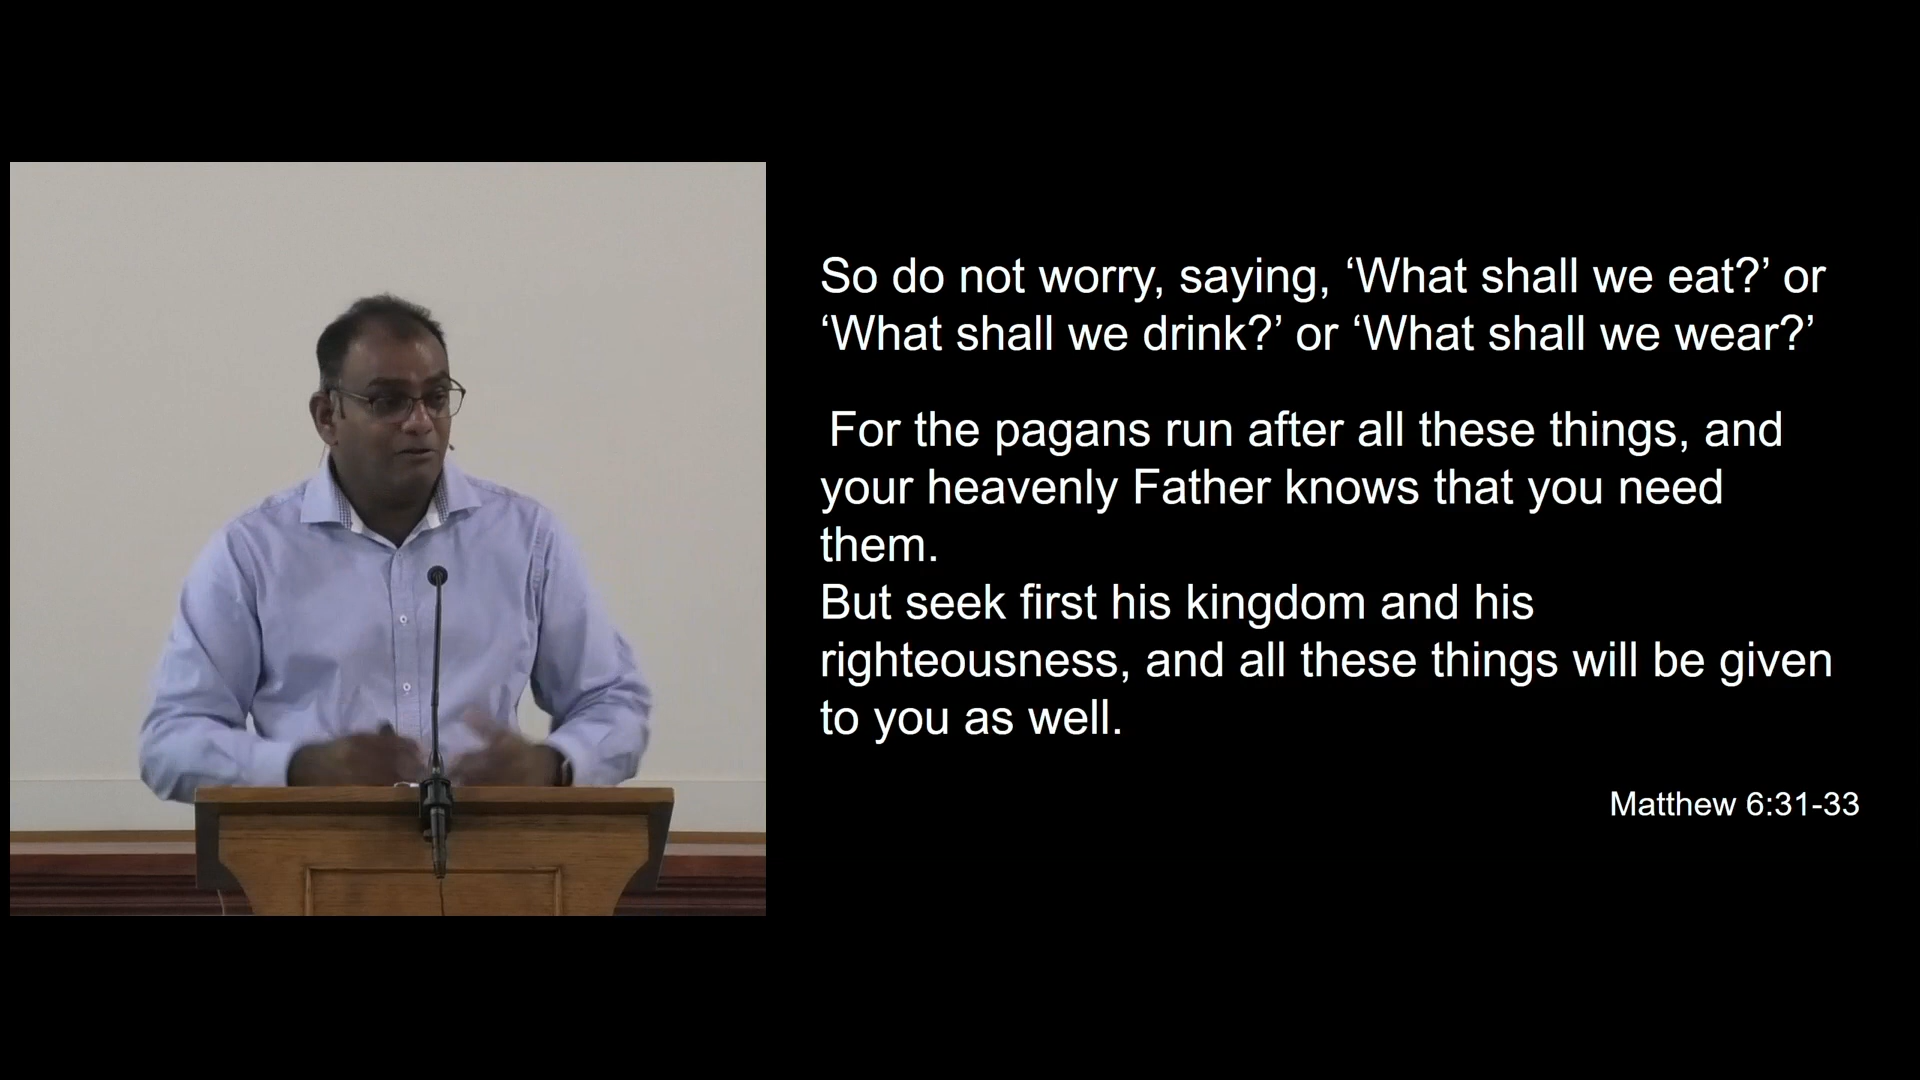 So do not worry, saying, ‘What shall we eat?’ or
‘What shall we drink?’ or ‘What shall we wear?’
For the pagans run after all these things, and
your heavenly Father knows that you need
them.
But seek first his kingdom and his
righteousness, and all these things will be given
to you as well.
Matthew 6:31-33